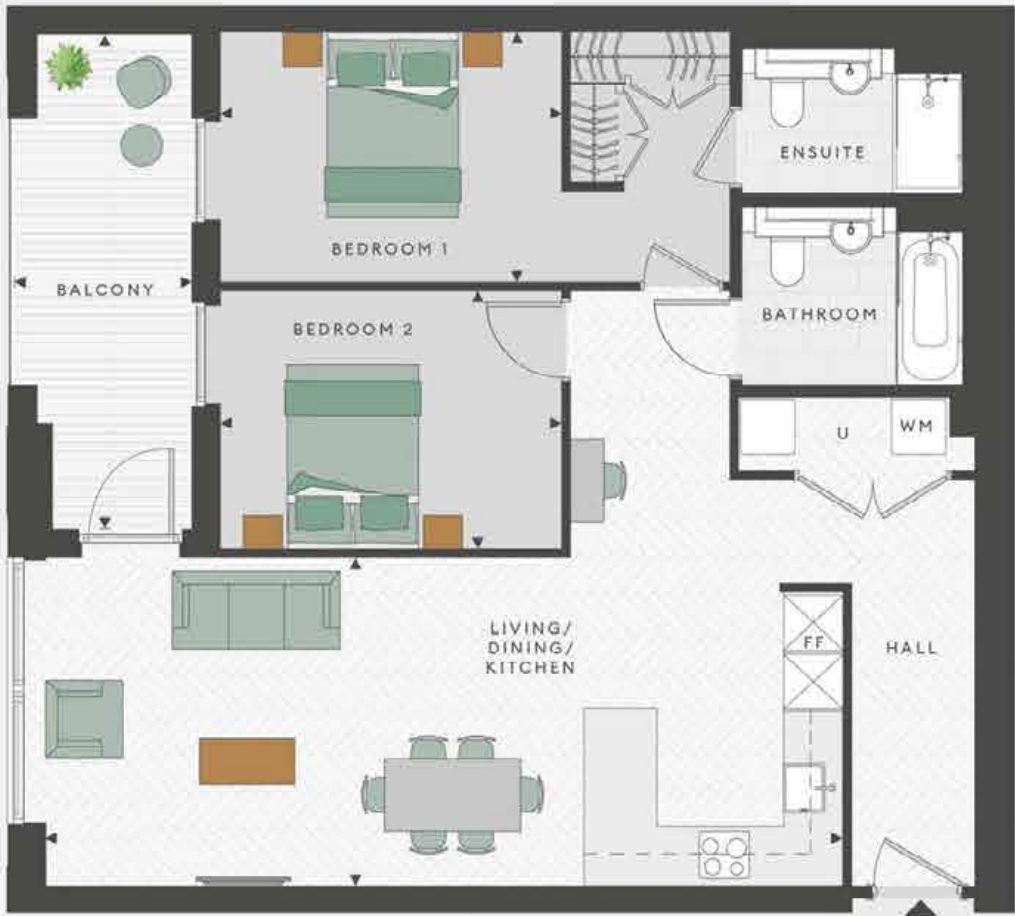 ENSUITE
BEDROOM 1
BALCONY
BEDROOM 2
BATHROOM
U
WM
LIVING/
DINING/
KITCHEN
FF
HALL